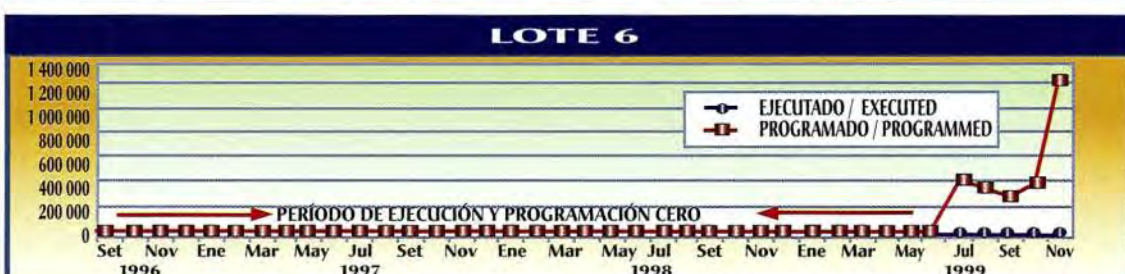 LOTE 6
1 400 000
1 200 000
1 000 000
800 000
600 000
400 000
200 000
0
EJECUTADO / EXECUTED
PROGRAMADO / PROGRAMMED
PERÍODO DE EJECUCIÓN Y PROGRAMACIÓN CERO
Set Nov Ene Mar May Jul Set Nov Ene Mar May Jul Set Nov Ene Mar May Jul Set Nov
1996 1997 1998 1999